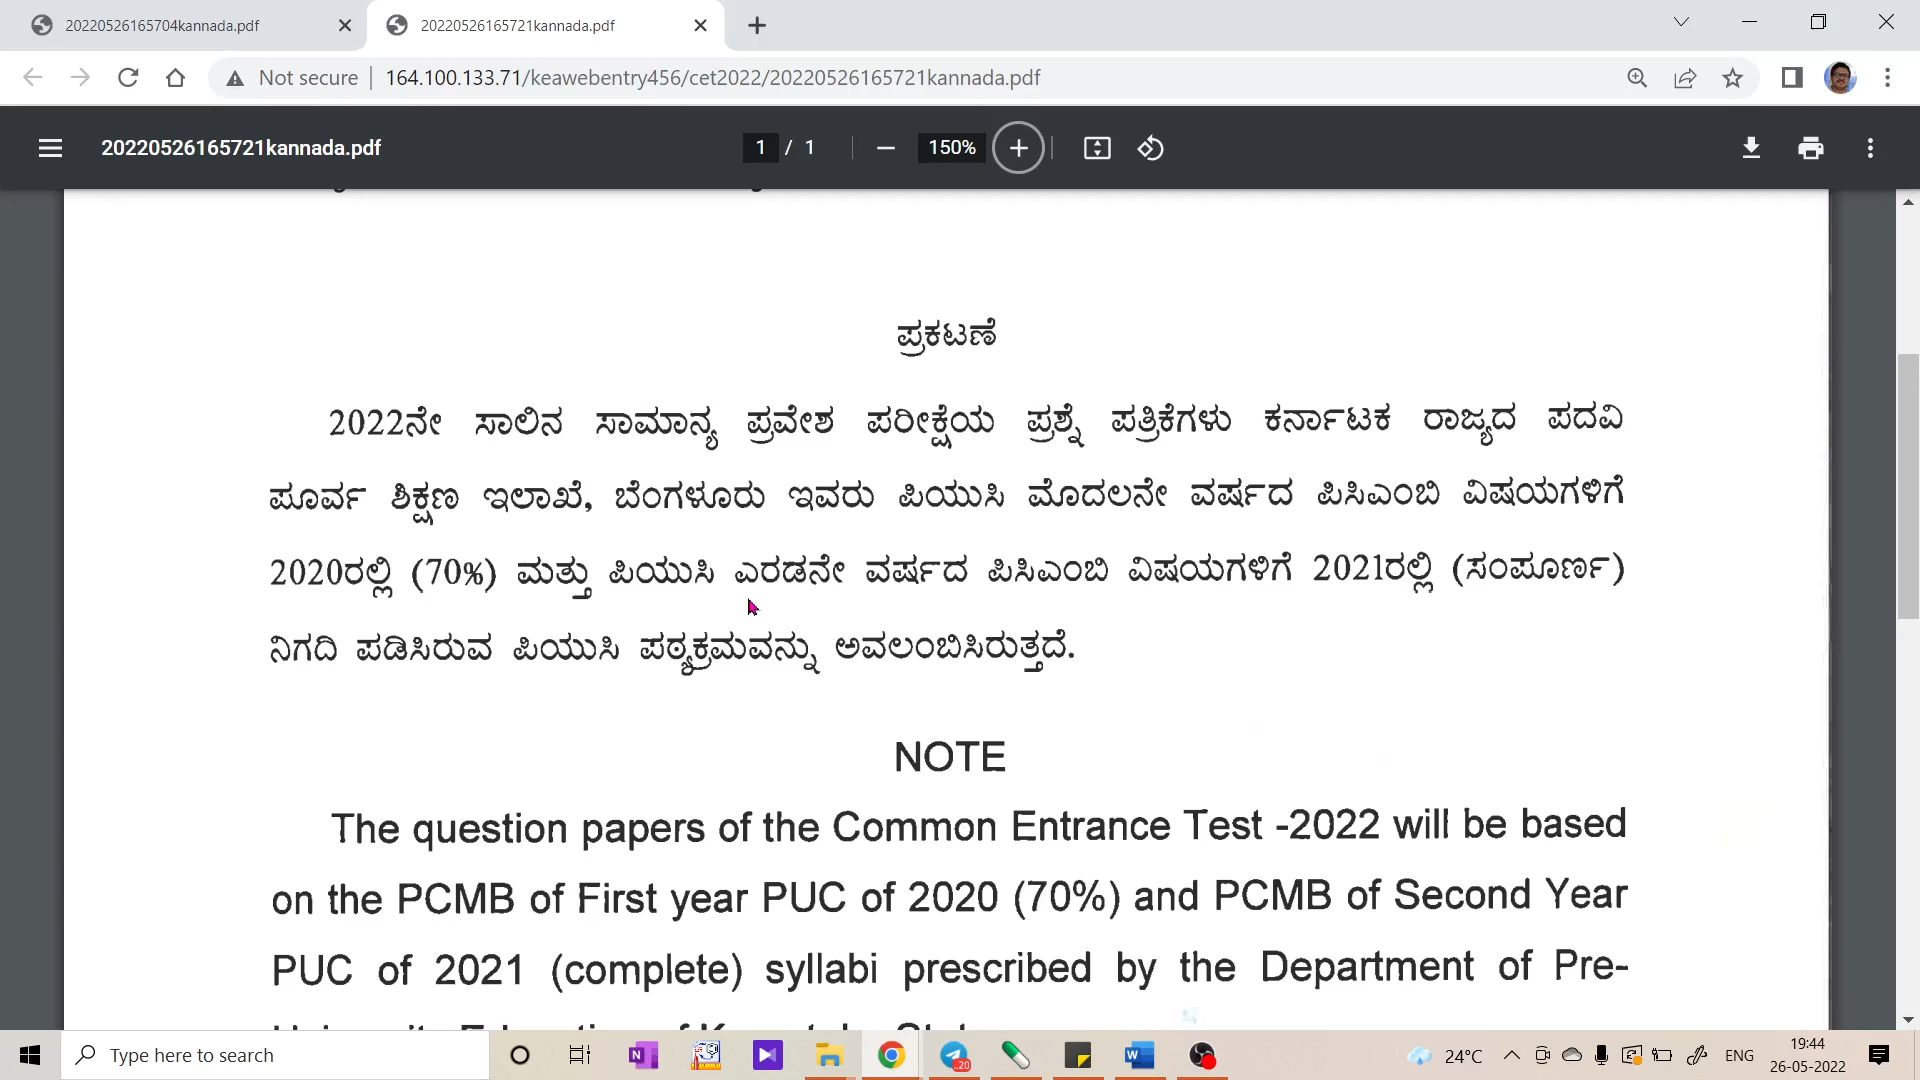 20220526165704kannada.pdf
20220526165721kannada.pdf
Not secure 164.100.133.71/keawebentry456/cet2022/20220526165721kannada.pdf
20220526165721kannada.pdf
1 / 1
150%
ಪ್ರಕಟಣೆ
2022ನೇ ಸಾಲಿನ ಸಾಮಾನ್ಯ ಪ್ರವೇಶ ಪರೀಕ್ಷೆಯ ಪ್ರಶ್ನೆ ಪತ್ರಿಕೆಗಳು ಕರ್ನಾಟಕ ರಾಜ್ಯದ ಪದವಿ
ಪೂರ್ವ ಶಿಕ್ಷಣ ಇಲಾಖೆ, ಬೆಂಗಳೂರು ಇವರು ಪಿಯುಸಿ ಮೊದಲನೇ ವರ್ಷದ ಪಿಸಿಎಂಬಿ ವಿಷಯಗಳಿಗೆ
2020ರಲ್ಲಿ (70%) ಮತ್ತು ಪಿಯುಸಿ ಎರಡನೇ ವರ್ಷದ ಪಿಸಿಎಂಬಿ ವಿಷಯಗಳಿಗೆ 2021ರಲ್ಲಿ (ಸಂಪೂರ್ಣ)
ನಿಗದಿ ಪಡಿಸಿರುವ ಪಿಯುಸಿ ಪಠ್ಯಕ್ರಮವನ್ನು ಅವಲಂಬಿಸಿರುತ್ತದೆ.
NOTE
The question papers of the Common Entrance Test -2022 will be based
on the PCMB of First year PUC of 2020 (70%) and PCMB of Second Year
PUC of 2021 (complete) syllabi prescribed by the Department of Pre-
Type here to search
24°C
ENG
19:44
26-05-2022